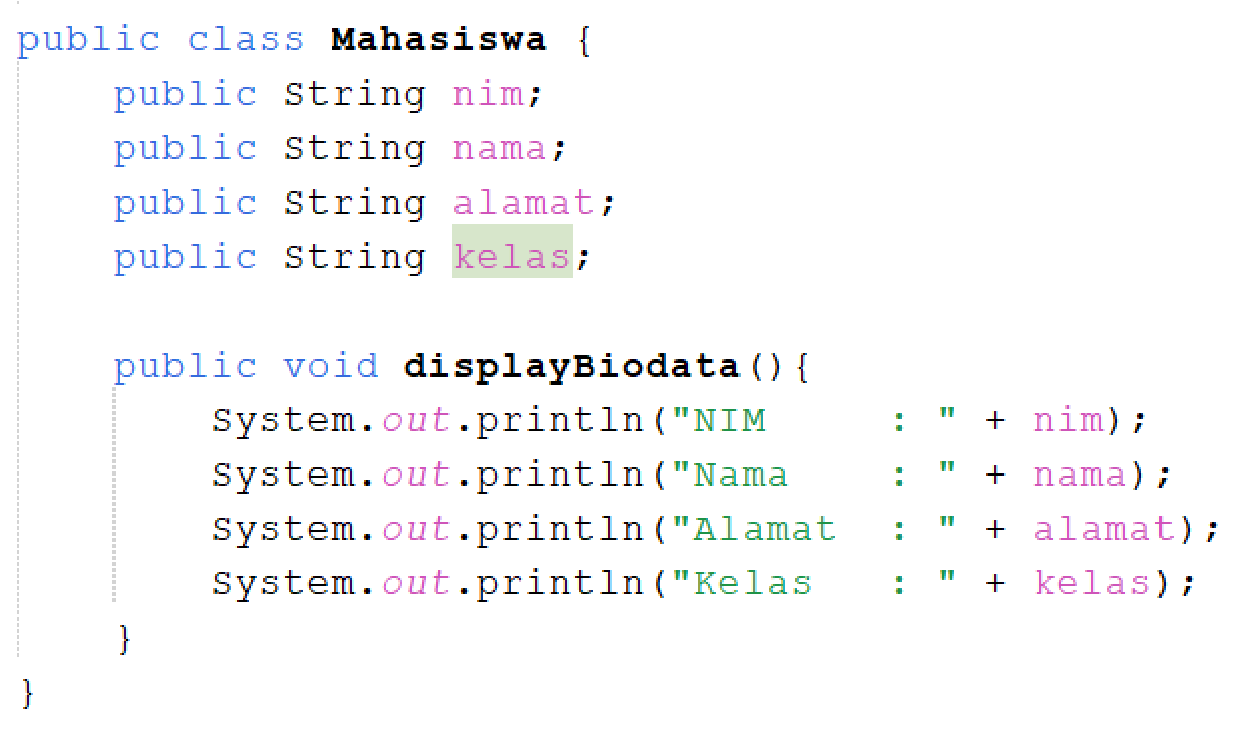 public class Mahasiswa {
    public String nim;
    public String nama;
    public String alamat;
    public String kelas;
    public void displayBiodata(){
        System.out.println("NIM     : " + nim);
        System.out.println("Nama    : " + nama);
        System.out.println("Alamat  : " + alamat);
        System.out.println("Kelas   : " + kelas);
    }
}